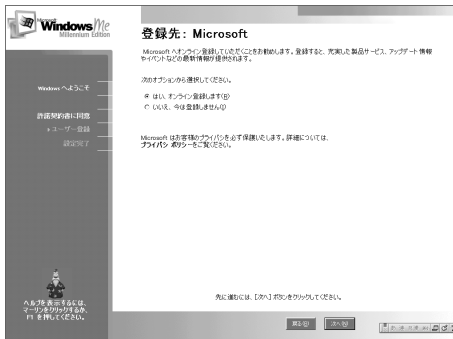 Microsoft
Windows Me
Millennium Edition
Windows へようこそ
許諾契約書に同意
ユーザー登録
設定完了
登録先: Microsoft
Microsoft へオンライン登録していただくことをお勧めします。登録すると、充実した製品サービス、アップデート情報
やイベントなどの最新情報が提供されます。
次のオプションから選択してください。
はい、オンライン登録します(R)
いいえ、今は登録しません(I)
Microsoft はお客様のプライバシを必ず保護いたします。詳細については、
プライバシ ポリシーをご覧ください。
先に進むには、[次へ] ボタンをクリックしてください。
ヘルプを表示するには、
マーリンをクリックするか、
F1 を押してください。
戻る(B)
次へ(N)